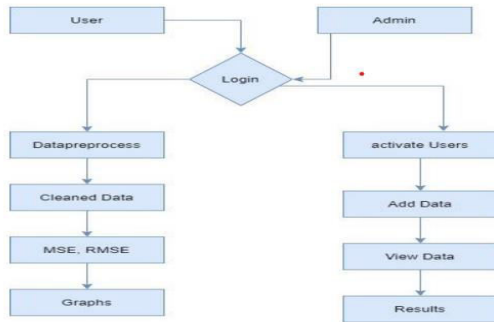 User
Admin
Login
Datapreprocess
activate Users
Cleaned Data
Add Data
MSE, RMSE
View Data
Graphs
Results